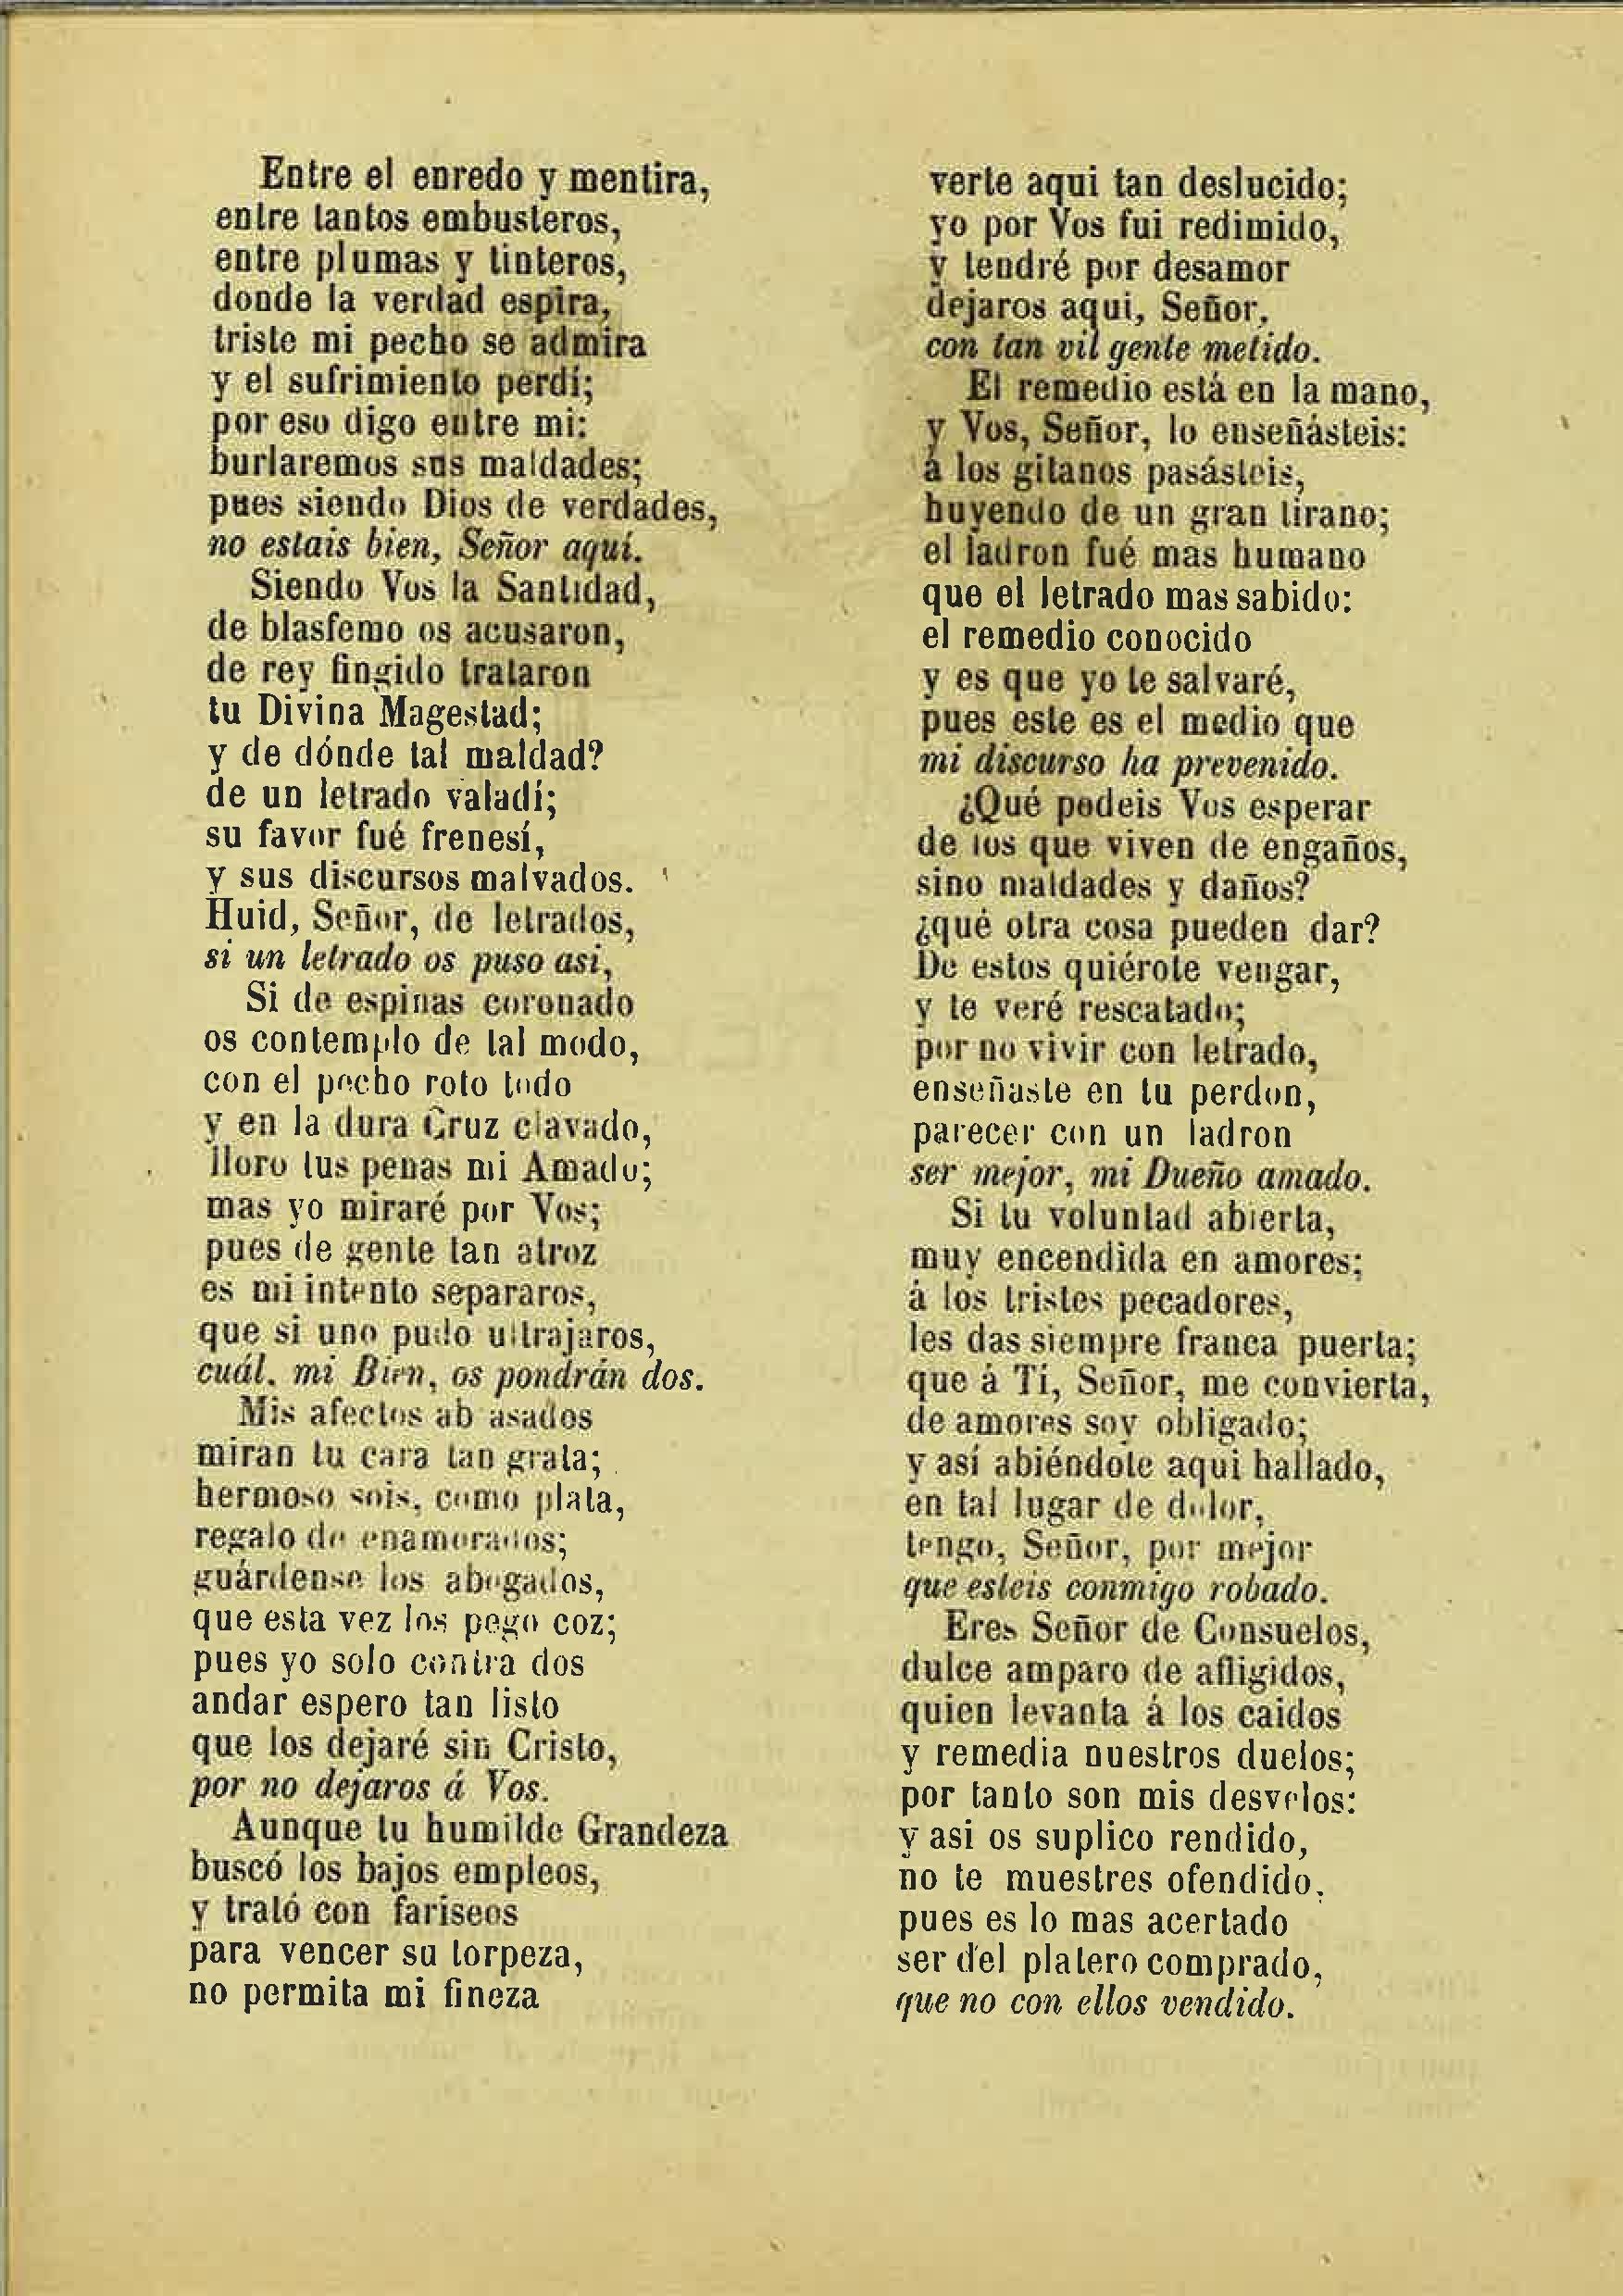 Entre el enredo y mentira,
entre tantos embusteros,
entre plumas y tinteros,
donde la verdad espira,
triste mi pecho se admira
y el sufrimiento perdí;
por eso digo entre mi:
burlaremos sus maldades;
pues siendo Dios de verdades,
no estais bien, Señor aquí.
Siendo Vos la Santidad,
de blasfemo os acusaron,
de rey fingido trataron
tu Divina Magestad;
y de dónde tal maldad?
de un letrado valadí;
su favor fué frenesí,
y sus discursos malvados.
Huid, Señor, de letrados,
si un letrado os puso asi,
Si de espinas coronado
os contemplo de tal modo,
con el pecho roto todo
y en la dura Cruz clavado,
lloro tus penas mi Amado;
mas yo miraré por Vos;
pues de gente tan atroz
es mi intento separaros,
que si uno pudo ultrajaros,
cuál, mi Bien, os pondrán dos.
Mis afectos ab asados
miran tu cara tan grata;
hermoso sois, como plata,
regalo de enamorados;
guárdense los abogados,
que esta vez los pego coz;
pues yo solo contra dos
andar espero tan listo
que los dejaré sin Cristo,
por no dejaros á Vos.
Aunque tu humilde Grandeza
buscó los bajos empleos,
y trató con fariseos
para vencer su torpeza,
no permita mi fineza
verte aqui tan deslucido;
yo por Vos fui redimido,
y tendré por desamor
dejaros aqui, Señor,
con tan vil gente metido.
El remedio está en la mano,
y Vos, Señor, lo enseñásteis:
á los gitanos pasásteis,
huyendo de un gran tirano;
el ladron fué mas humano
que el letrado mas sabido:
el remedio conocido
y es que yo te salvaré,
pues este es el medio que
mi discurso ha prevenido.
¿Qué podeis Vos esperar
de los que viven de engaños,
sino maldades y daños?
¿qué otra cosa pueden dar?
De estos quiérote vengar,
y te veré rescatado;
por no vivir con letrado,
enseñaste en tu perdon,
parecer con un ladron
ser mejor, mi Dueño amado.
Si tu voluntad abierta,
muy encendida en amores;
á los tristes pecadores,
les das siempre franca puerta;
que á Tí, Señor, me convierta,
de amores soy obligado;
y así abiéndote aqui hallado,
en tal lugar de dolor,
tengo, Señor, por mejor
que esteis conmigo robado.
Eres Señor de Consuelos,
dulce amparo de afligidos,
quien levanta á los caidos
y remedia nuestros duelos;
por tanto son mis desvelos:
y asi os suplico rendido,
no te muestres ofendido,
pues es lo mas acertado
ser del platero comprado,
que no con ellos vendido.